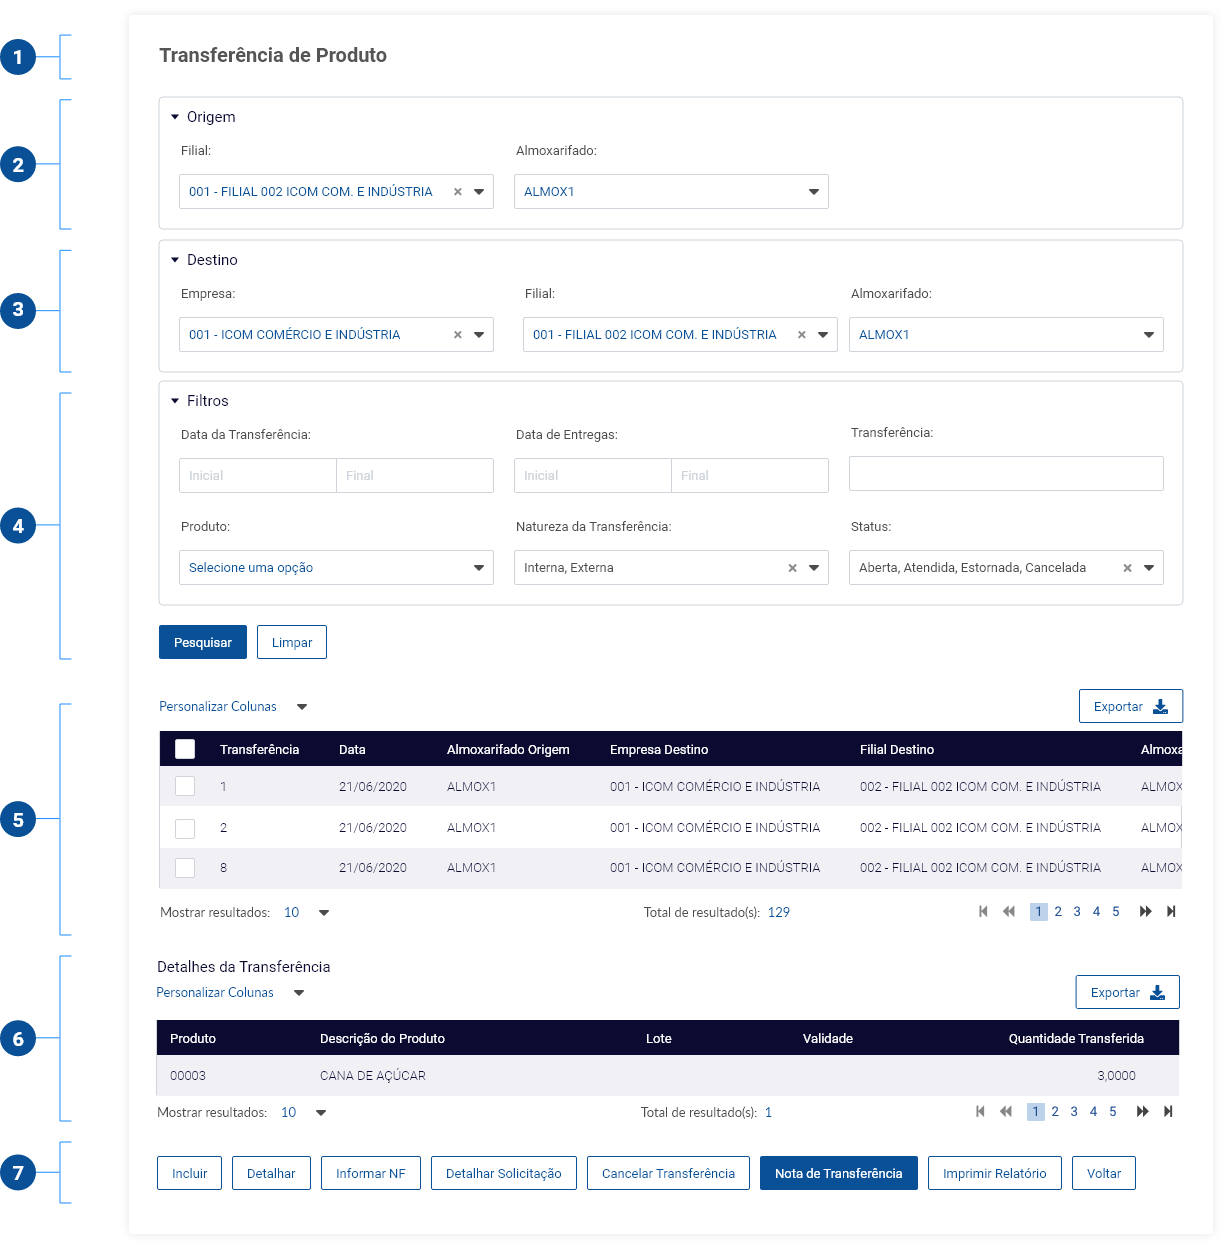 1
Transferência de Produto
2
Origem
Filial: Almoxarifado:
001 - FILIAL 002 ICOM COM. E INDÚSTRIA × ALMOX1
3
Destino
Empresa: Filial: Almoxarifado:
001 - ICOM COMÉRCIO E INDÚSTRIA × 001 - FILIAL 002 ICOM COM. E INDÚSTRIA × ALMOX1
4
Filtros
Data da Transferência: Data de Entregas: Transferência:
Inicial Final Inicial Final
Produto: Natureza da Transferência: Status:
Selecione uma opção Interna, Externa × Aberta, Atendida, Estornada, Cancelada ×
Pesquisar Limpar
5
Personalizar Colunas Exportar
Transferência Data Almoxarifado Origem Empresa Destino Filial Destino Almoxa
1 21/06/2020 ALMOX1 001 - ICOM COMÉRCIO E INDÚSTRIA 002 - FILIAL 002 ICOM COM. E INDÚSTRIA ALMOX
2 21/06/2020 ALMOX1 001 - ICOM COMÉRCIO E INDÚSTRIA 002 - FILIAL 002 ICOM COM. E INDÚSTRIA ALMOX
8 21/06/2020 ALMOX1 001 - ICOM COMÉRCIO E INDÚSTRIA 002 - FILIAL 002 ICOM COM. E INDÚSTRIA ALMOX
Mostrar resultados: 10 Total de resultado(s): 129 1 2 3 4 5
6
Detalhes da Transferência
Personalizar Colunas Exportar
Produto Descrição do Produto Lote Validade Quantidade Transferida
00003 CANA DE AÇÚCAR 3,0000
Mostrar resultados: 10 Total de resultado(s): 1 1 2 3 4 5
7
Incluir Detalhar Informar NF Detalhar Solicitação Cancelar Transferência Nota de Transferência Imprimir Relatório Voltar